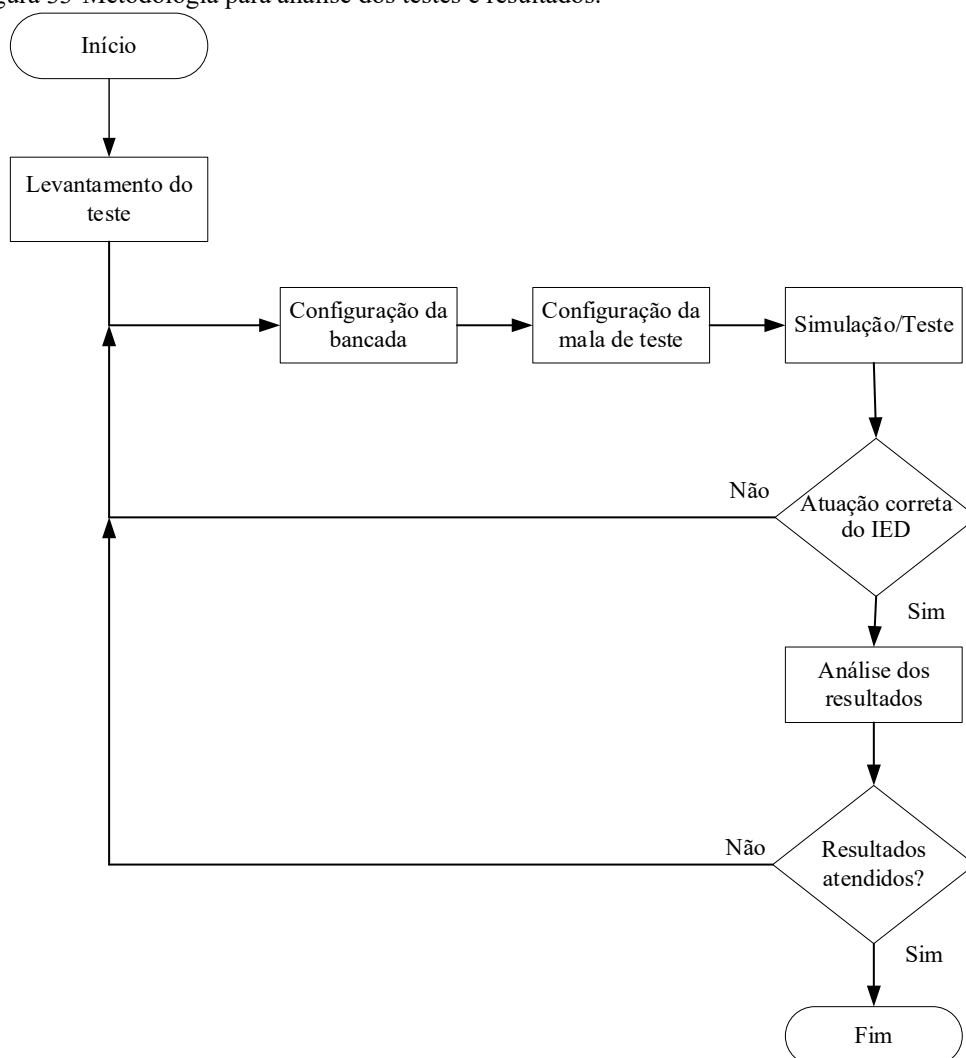 gura 35-Metodologia para análise dos testes e resultados.
Início
Levantamento do
teste
Configuração da
bancada
Configuração da
mala de teste
Simulação/Teste
Não
Atuação correta
do IED
Sim
Análise dos
resultados
Não
Resultados
atendidos?
Sim
Fim